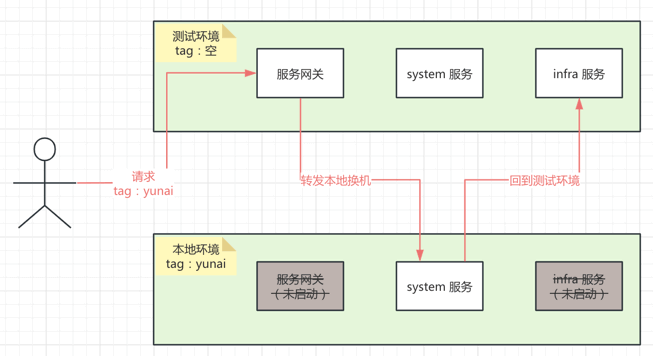 测试环境
tag：空
服务网关
system 服务
infra 服务
请求
tag：yunai
转发本地换机
回到测试环境
本地环境
tag：yunai
服务网关
（未启动）
system 服务
infra 服务
（未启动）